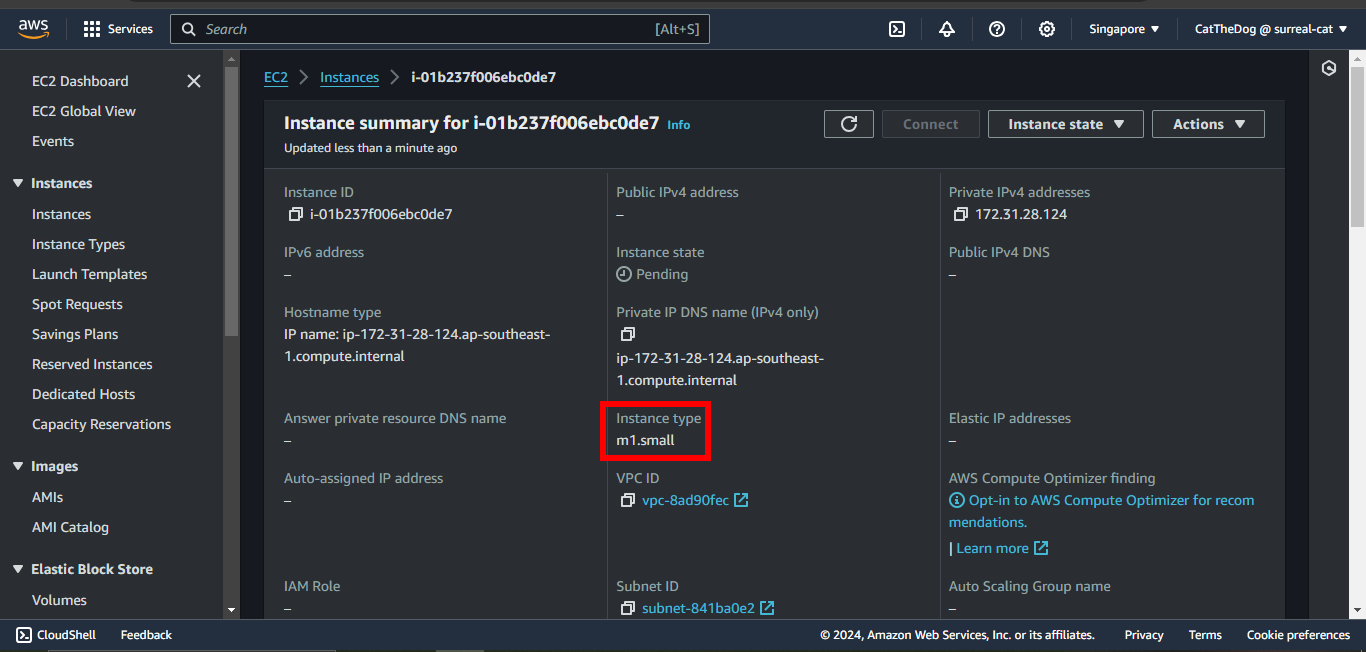 aws
Services
Search
[Alt+S]
Singapore
CatTheDog @ surreal-cat
EC2 Dashboard
EC2 Global View
Events
Instances
Instances
Instance Types
Launch Templates
Spot Requests
Savings Plans
Reserved Instances
Dedicated Hosts
Capacity Reservations
Images
AMIs
AMI Catalog
Elastic Block Store
Volumes
EC2
Instances
i-01b237f006ebc0de7
Instance summary for i-01b237f006ebc0de7 Info
Updated less than a minute ago
Connect
Instance state
Actions
Instance ID
i-01b237f006ebc0de7
Public IPv4 address
–
Private IPv4 addresses
172.31.28.124
IPv6 address
–
Instance state
Pending
Public IPv4 DNS
–
Hostname type
IP name: ip-172-31-28-124.ap-southeast-
1.compute.internal
Private IP DNS name (IPv4 only)
ip-172-31-28-124.ap-southeast-
1.compute.internal
Answer private resource DNS name
–
Instance type
m1.small
Elastic IP addresses
–
Auto-assigned IP address
–
VPC ID
vpc-8ad90fec
AWS Compute Optimizer finding
Opt-in to AWS Compute Optimizer for recom
mendations.
| Learn more
IAM Role
–
Subnet ID
subnet-841ba0e2
Auto Scaling Group name
–
CloudShell
Feedback
© 2024, Amazon Web Services, Inc. or its affiliates.
Privacy
Terms
Cookie preferences